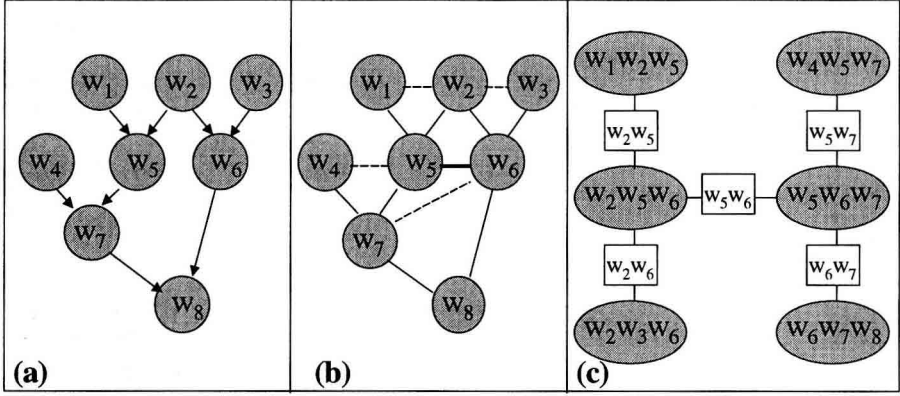 W₁ W₂ W₃
W₄ W₅ W₆
W₇
W₈
(a)
W₁ W₂ W₃
W₄ W₅ W₆
W₇
W₈
(b)
W₁W₂W₅ W₄W₅W₇
W₂W₅ W₅W₇
W₂W₅W₆ W₅W₆ W₅W₆W₇
W₂W₆ W₆W₇
W₂W₃W₆ W₆W₇W₈
(c)